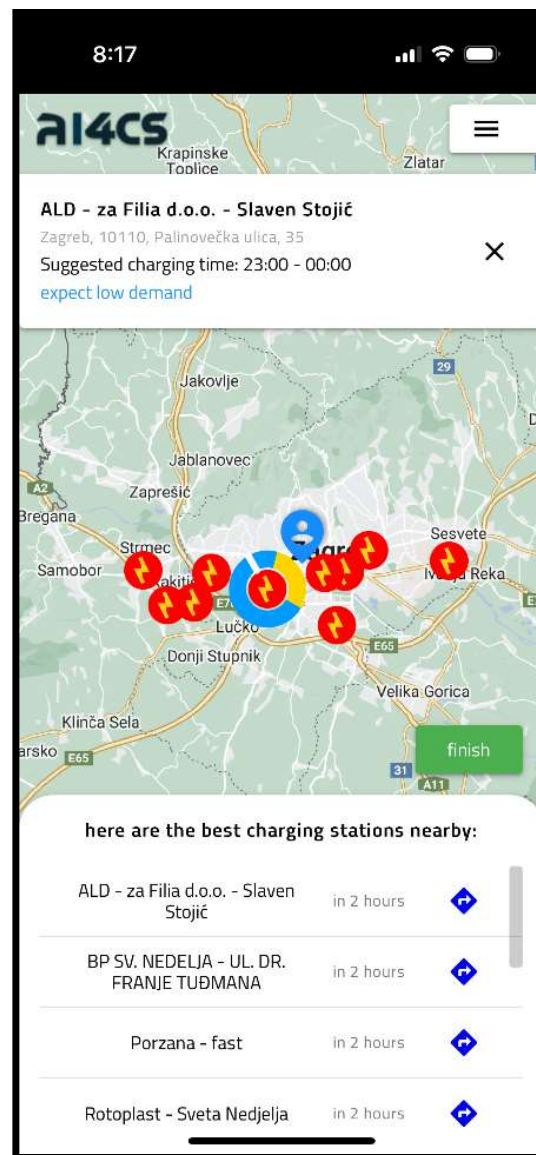 8:17
AI4CS
Krapinske
Toplice
Zlatar
ALD - za Filia d.o.o. - Slaven Stojić
Zagreb, 10110, Palinovečka ulica, 35
Suggested charging time: 23:00 - 00:00
expect low demand
29
Jakovlje
Jablanovec
A2
Zaprešić
Bregana
Strmec
Sesvete
Samobor
Lučko
E65
Donji Stupnik
Velika Gorica
Klinča Sela
E65
finish
31
A11
here are the best charging stations nearby:
ALD - za Filia d.o.o. - Slaven
Stojić
in 2 hours
BP SV. NEDELJA - UL. DR.
FRANJE TUĐMANA
in 2 hours
Porzana - fast
in 2 hours
Rotoplast - Sveta Nedjelja
in 2 hours